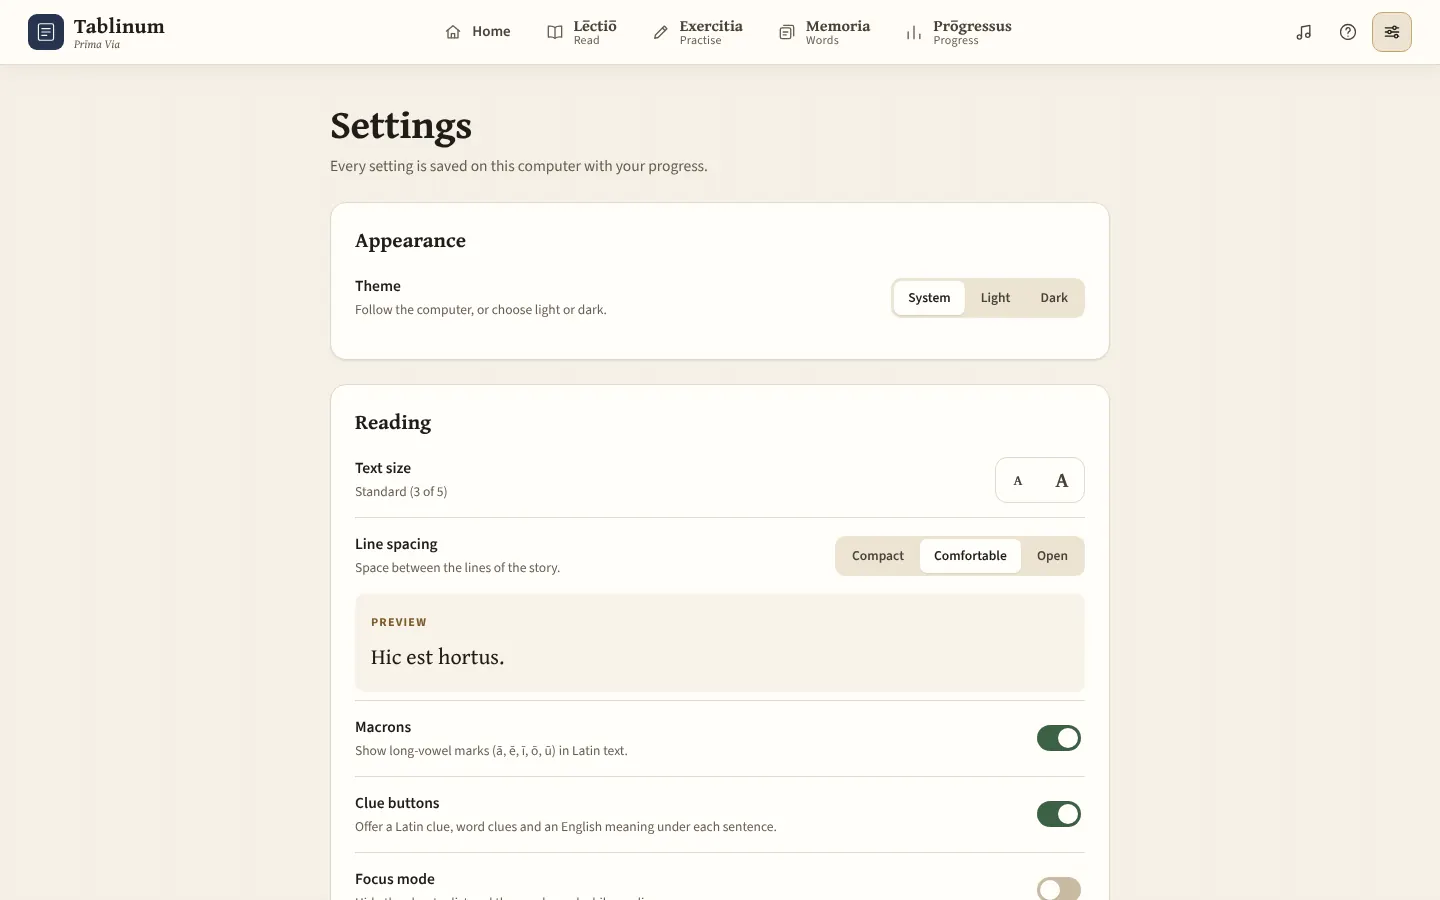 Tablinum
Prīma Via
Home
Lēctiō
Read
Exercitia
Practise
Memoria
Words
Prōgressus
Progress
Settings
Every setting is saved on this computer with your progress.
Appearance
Theme
Follow the computer, or choose light or dark.
System Light Dark
Reading
Text size
Standard (3 of 5)
A A
Line spacing
Space between the lines of the story.
Compact Comfortable Open
PREVIEW
Hic est hortus.
Macrons
Show long-vowel marks (ā, ē, ī, ō, ū) in Latin text.
Clue buttons
Offer a Latin clue, word clues and an English meaning under each sentence.
Focus mode